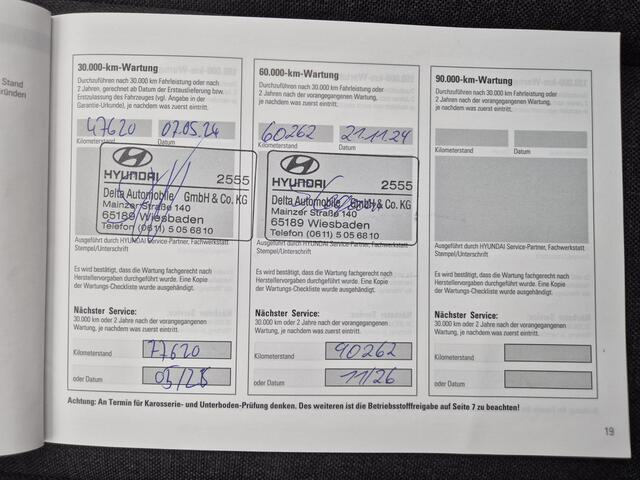 Stand
ründen
30.000-km-Wartung
Durchzuführen nach 30.000 km Fahrleistung oder nach
2 Jahren, gerechnet ab Datum der Erstauslieferung bzw.
Erstzulassung des Fahrzeuges (vgl. Angabe in der
Garantie-Urkunde), je nachdem was zuerst eintritt.
47620 07.05.24
Kilometerstand Datum
HYUNDAI 2555
Delta Automobile GmbH & Co. KG
Mainzer Straße 140
65189 Wiesbaden
Telefon (0611) 5 05 68 10
Ausgeführt durch HYUNDAI Service-Partner, Fachwerkstatt
Stempel/Unterschrift
Es wird bestätigt, dass die Wartung fachgerecht nach
Herstellervorgaben durchgeführt wurde. Eine Kopie
der Wartungs-Checkliste wurde ausgehändigt.
Nächster Service:
30.000 km oder 2 Jahre nach der vorangegangenen
Wartung, je nachdem was zuerst eintritt.
Kilometerstand 77620
oder Datum
60.000-km-Wartung
Durchzuführen nach 30.000 km Fahrleistung oder
2 Jahren nach der vorangegangenen Wartung,
je nachdem was zuerst eintritt.
60262 21.11.24
Kilometerstand Datum
HYUNDAI 2555
Delta Automobile GmbH & Co. KG
Mainzer Straße 140
65189 Wiesbaden
Telefon (0611) 5 05 68 10
Ausgeführt durch HYUNDAI Service-Partner, Fachwerkstatt
Stempel/Unterschrift
Es wird bestätigt, dass die Wartung fachgerecht nach
Herstellervorgaben durchgeführt wurde. Eine Kopie
der Wartungs-Checkliste wurde ausgehändigt.
Nächster Service:
30.000 km oder 2 Jahre nach der vorangegangenen
Wartung, je nachdem was zuerst eintritt.
Kilometerstand 90262
oder Datum 11/26
90.000-km-Wartung
Durchzuführen nach 30.000 km Fahrleistung oder
2 Jahren nach der vorangegangenen Wartung,
je nachdem was zuerst eintritt.
Kilometerstand Datum
Ausgeführt durch HYUNDAI Service-Partner, Fachwerkstatt
Stempel/Unterschrift
Es wird bestätigt, dass die Wartung fachgerecht nach
Herstellervorgaben durchgeführt wurde. Eine Kopie
der Wartungs-Checkliste wurde ausgehändigt.
Nächster Service:
30.000 km oder 2 Jahre nach der vorangegangenen
Wartung, je nachdem was zuerst eintritt.
Kilometerstand
oder Datum
Achtung: An Termin für Karosserie- und Unterboden-Prüfung denken. Des weiteren ist die Betriebsstofffreigabe auf Seite 7 zu beachten!
19